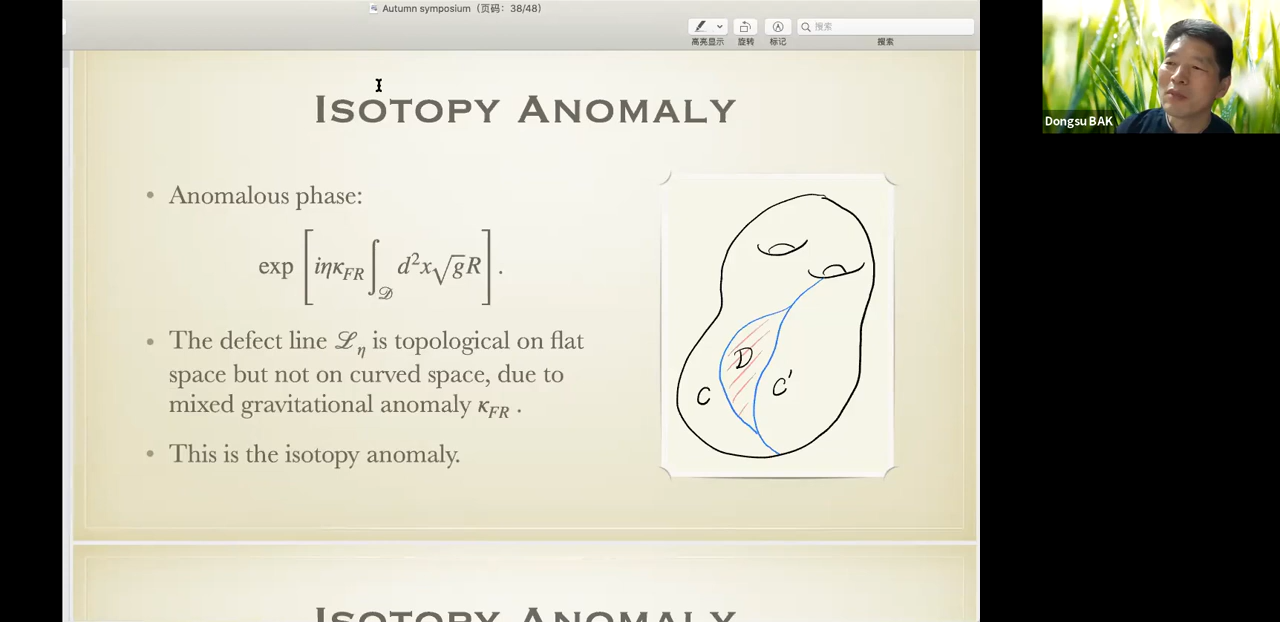 Autumn symposium（页码：38/48）
高亮显示 旋转 标记 搜索 搜索
Dongsu BAK
ISOTOPY ANOMALY
• Anomalous phase:
exp [ iηκ_FR ∫_𝒟 d²x√g R ] .
• The defect line ℒ_η is topological on flat
space but not on curved space, due to
mixed gravitational anomaly κ_FR .
• This is the isotopy anomaly.
D
C
C'
ISOTOPY ANOMALY